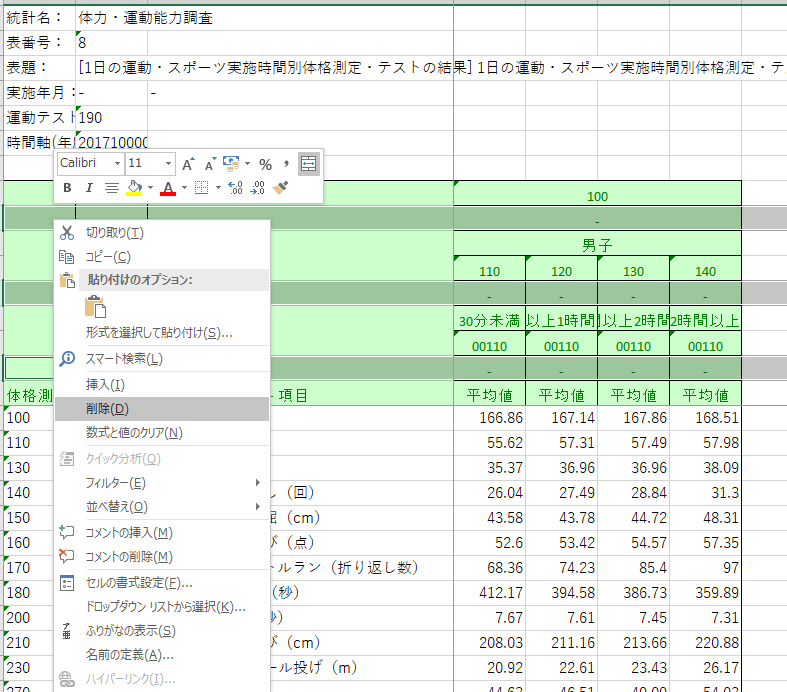 統計名： 体力・運動能力調査
表番号： 8
表題： [1日の運動・スポーツ実施時間別体格測定・テストの結果] 1日の運動・スポーツ実施時間別体格測定・テ
実施年月： - -
運動テスト 190
時間軸(年 201710000
Calibri 11 A A % ,
B I A .00 .00
100
-
男子
110 120 130 140
- - - -
30分未満 以上1時間 以上2時間 2時間以上
00110 00110 00110 00110
- - - -
体格測 項目 平均値 平均値 平均値 平均値
100 166.86 167.14 167.86 168.51
110 55.62 57.31 57.49 57.98
130 35.37 36.96 36.96 38.09
140 し（回） 26.04 27.49 28.84 31.3
150 屈（cm） 43.58 43.78 44.72 48.31
160 び（点） 52.6 53.42 54.57 57.35
170 トルラン（折り返し数） 68.36 74.23 85.4 97
180 （秒） 412.17 394.58 386.73 359.89
200 秒） 7.67 7.61 7.45 7.31
210 び（cm） 208.03 211.16 213.66 220.88
230 ール投げ（m） 20.92 22.61 23.43 26.17
切り取り(T)
コピー(C)
貼り付けのオプション:
形式を選択して貼り付け(S)...
スマート検索(L)
挿入(I)
削除(D)
数式と値のクリア(N)
クイック分析(Q)
フィルター(E)
並べ替え(O)
コメントの挿入(M)
コメントの削除(M)
セルの書式設定(F)...
ドロップダウン リストから選択(K)...
ふりがなの表示(S)
名前の定義(A)...
ハイパーリンク(I)...